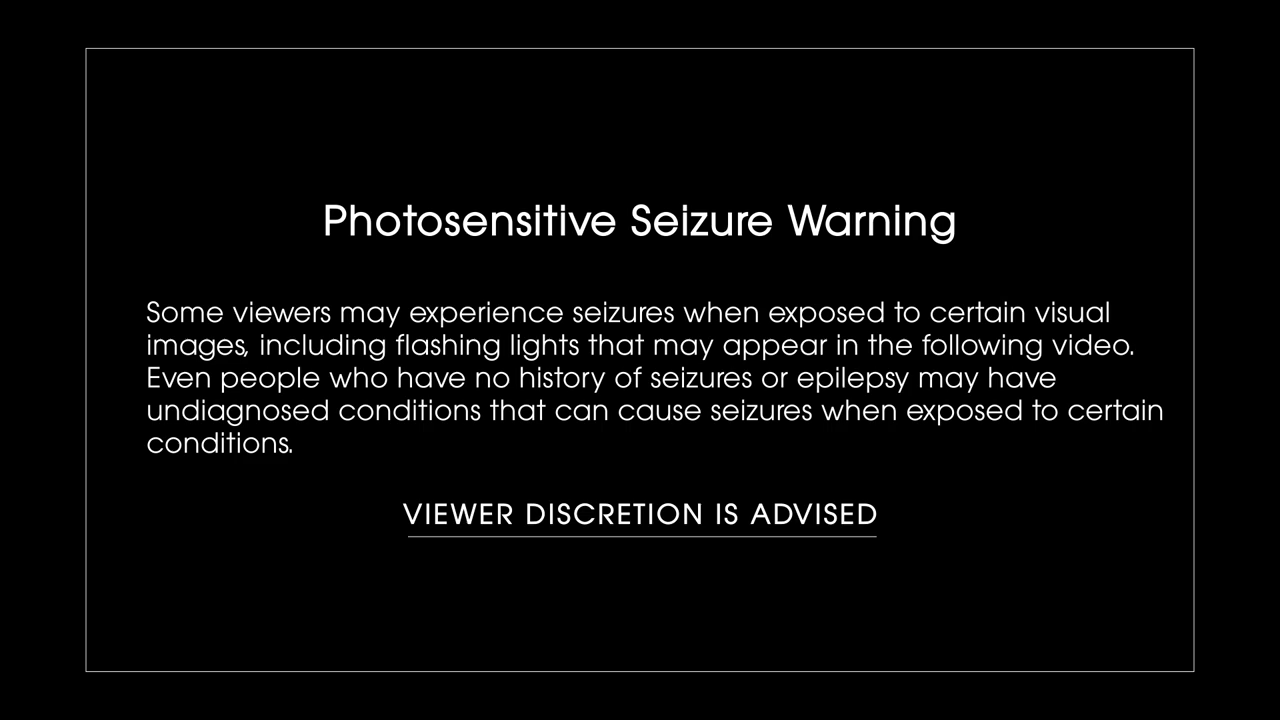 Photosensitive Seizure Warning
Some viewers may experience seizures when exposed to certain visual
images, including flashing lights that may appear in the following video.
Even people who have no history of seizures or epilepsy may have
undiagnosed conditions that can cause seizures when exposed to certain
conditions.
VIEWER DISCRETION IS ADVISED